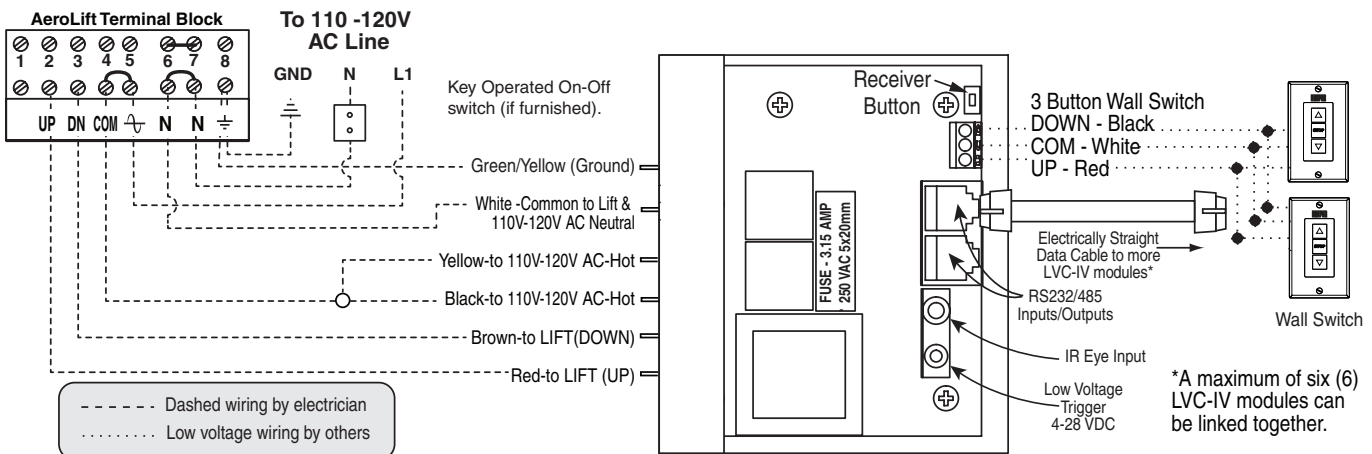 AeroLift Terminal Block
1 2 3 4 5 6 7 8
UP DN COM N N
To 110 -120V
AC Line
GND N L1
Key Operated On-Off
switch (if furnished).
Green/Yellow (Ground)
White -Common to Lift &
110V-120V AC Neutral
Yellow-to 110V-120V AC-Hot
Black-to 110V-120V AC-Hot
Brown-to LIFT(DOWN)
Red-to LIFT (UP)
Dashed wiring by electrician
Low voltage wiring by others
FUSE - 3.15 AMP
250 VAC 5x20mm
Receiver
Button
3 Button Wall Switch
DOWN - Black
COM - White
UP - Red
Electrically Straight
Data Cable to more
LVC-IV modules*
RS232/485
Inputs/Outputs
IR Eye Input
Low Voltage
Trigger
4-28 VDC
Wall Switch
*A maximum of six (6)
LVC-IV modules can
be linked together.